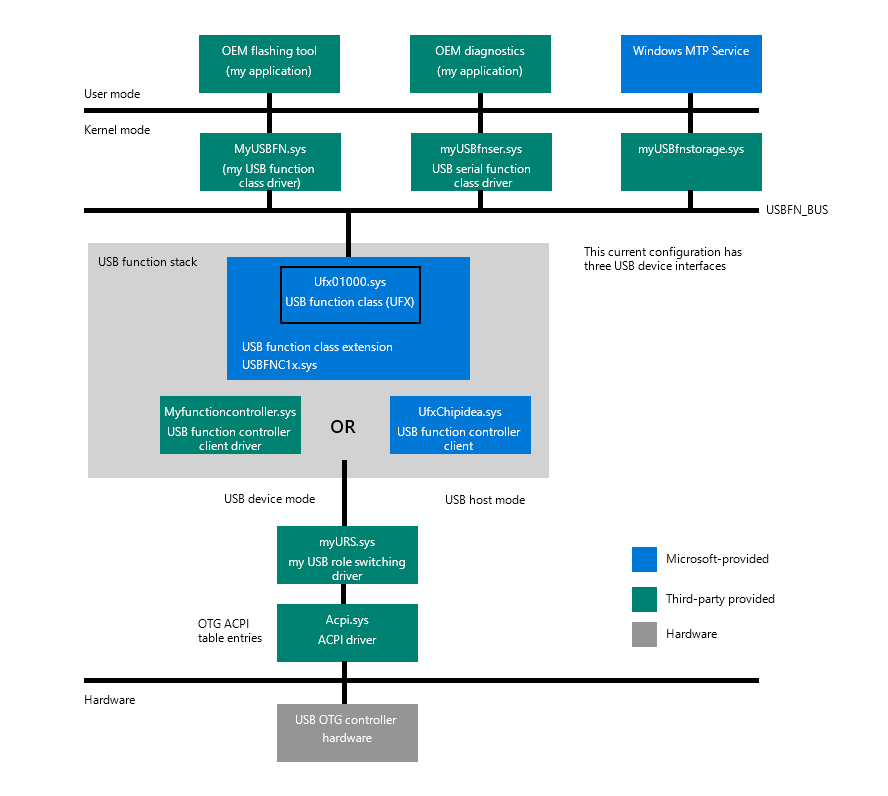 OEM flashing tool
(my application)
OEM diagnostics
(my application)
Windows MTP Service
User mode
Kernel mode
MyUSBFN.sys
(my USB function
class driver)
myUSBfnser.sys
USB serial function
class driver
myUSBfnstorage.sys
USBFN_BUS
USB function stack
This current configuration has
three USB device interfaces
Ufx01000.sys
USB function class (UFX)
USB function class extension
USBFNC1x.sys
Myfunctioncontroller.sys
USB function controller
client driver
OR
UfxChipidea.sys
USB function controller
client
USB device mode
USB host mode
myURS.sys
my USB role switching
driver
OTG ACPI
table entries
Acpi.sys
ACPI driver
Microsoft-provided
Third-party provided
Hardware
Hardware
USB OTG controller
hardware